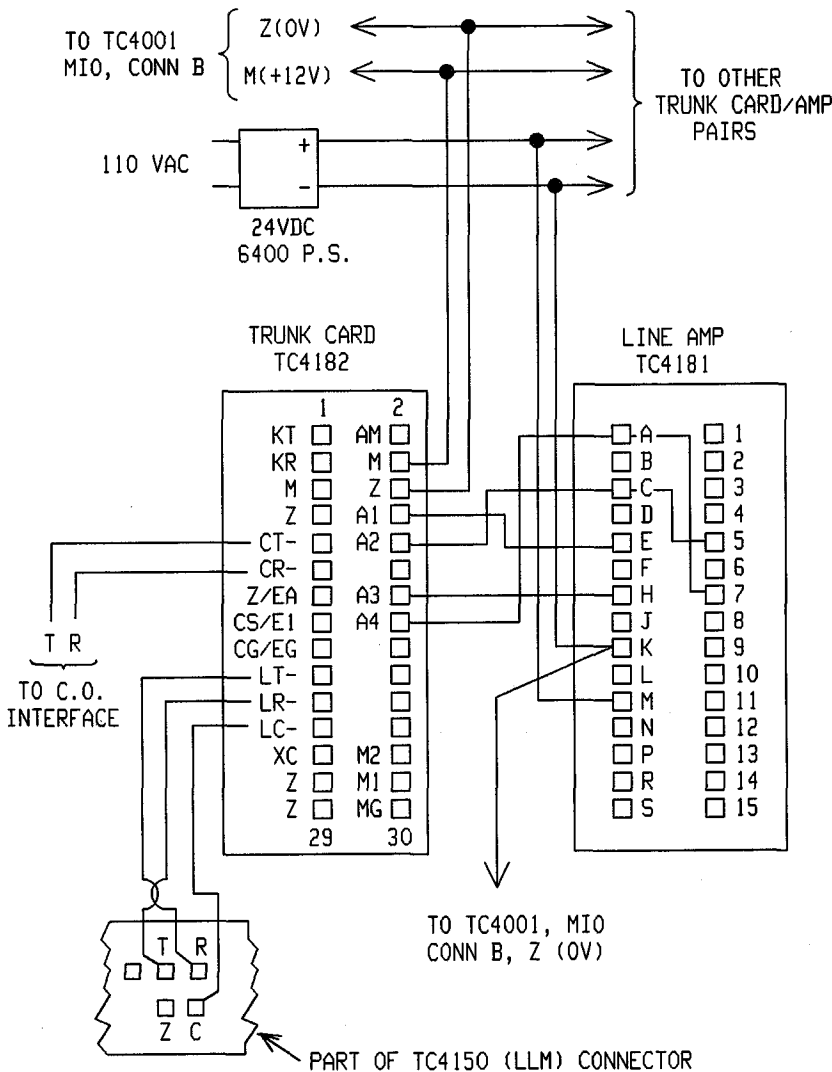 TO TC4001
MIO, CONN B
Z(0V)
M(+12V)
TO OTHER
TRUNK CARD/AMP
PAIRS
110 VAC
+
-
24VDC
6400 P.S.
TRUNK CARD
TC4182
1 2
KT AM
KR M
M Z
Z A1
CT- A2
CR-
Z/EA A3
CS/E1 A4
CG/EG
LT-
LR-
LC-
XC M2
Z M1
Z MG
29 30
LINE AMP
TC4181
A 1
B 2
C 3
D 4
E 5
F 6
H 7
J 8
K 9
L 10
M 11
N 12
P 13
R 14
S 15
T R
TO C.O.
INTERFACE
TO TC4001, MIO
CONN B, Z (0V)
T R
Z C
PART OF TC4150 (LLM) CONNECTOR